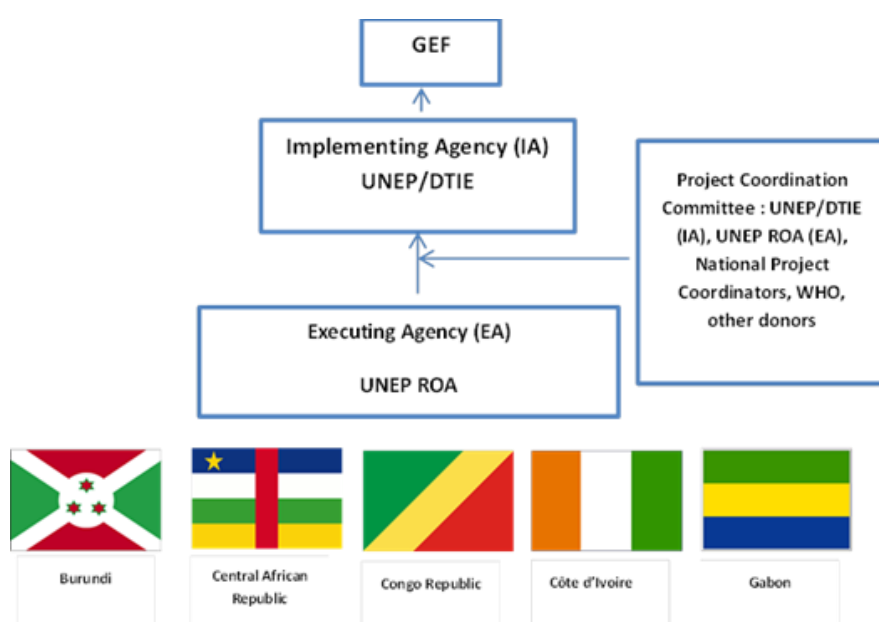 GEF
Implementing Agency (IA)
UNEP/DTIE
Project Coordination
Committee : UNEP/DTIE
(IA), UNEP ROA (EA),
National Project
Coordinators, WHO,
other donors
Executing Agency (EA)
UNEP ROA
Burundi
Central African
Republic
Congo Republic
Côte d'Ivoire
Gabon